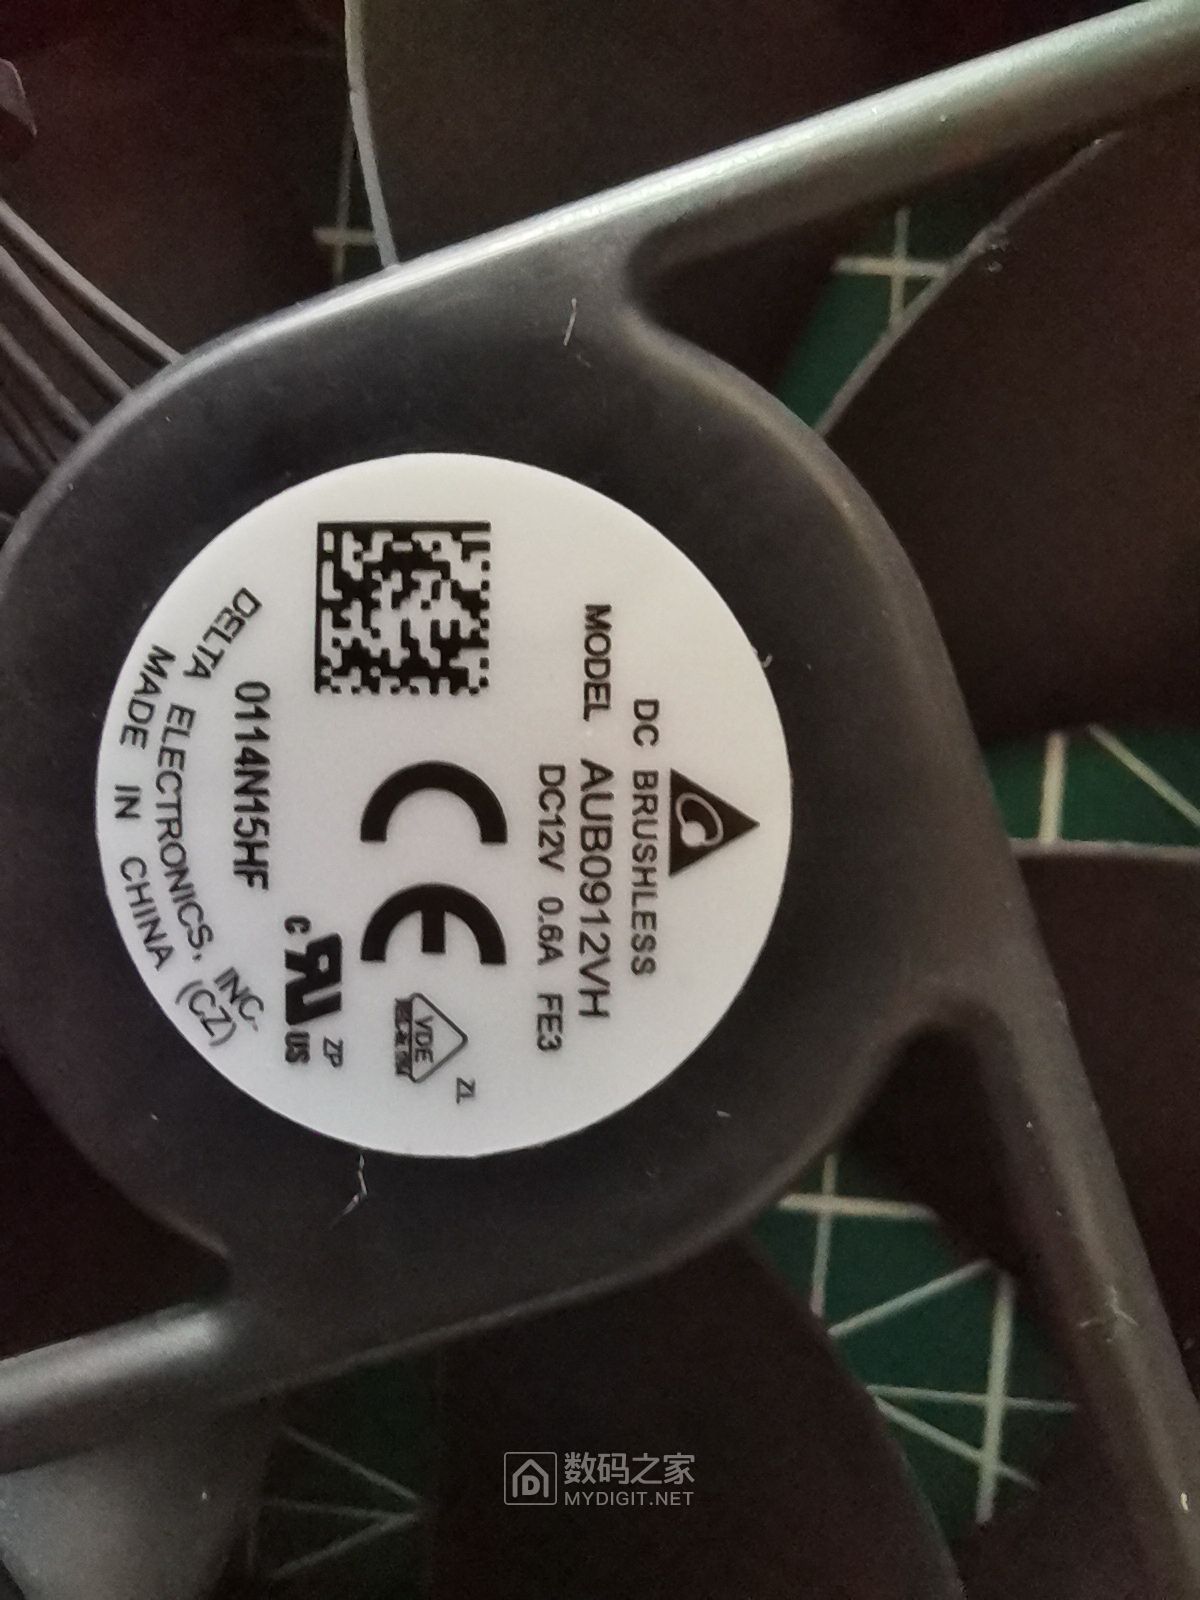 DC BRUSHLESS
MODEL AUB0912VH
DC12V 0.6A FE3
ZL
VDE
ZP
c US
0114N15HF
DELTA ELECTRONICS, INC.
MADE IN CHINA (CZ)
数码之家
MYDIGIT.NET